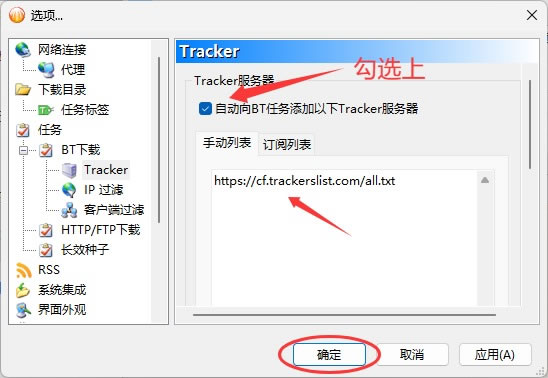 选项...
网络连接
代理
下载目录
任务标签
任务
BT下载
Tracker
IP 过滤
客户端过滤
HTTP/FTP下载
长效种子
RSS
系统集成
界面外观
Tracker
勾选上
Tracker服务器
自动向BT任务添加以下Tracker服务器
手动列表 订阅列表
https://cf.trackerslist.com/all.txt
确定 取消 应用(A)